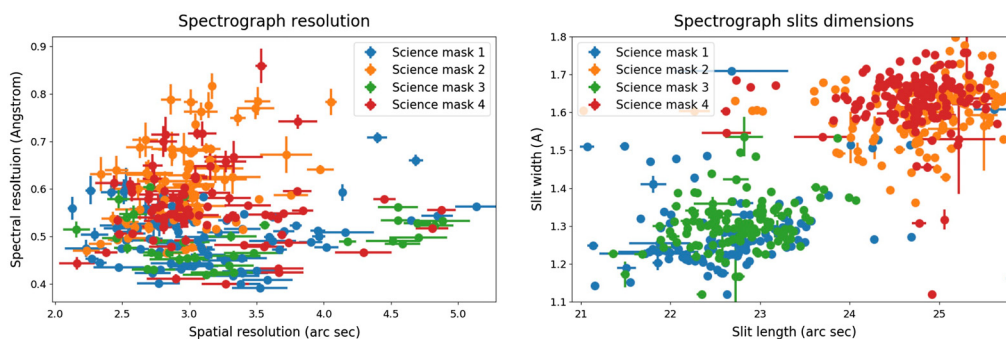 Spectrograph resolution
Spectral resoltuion (Angstrom)
0.9
0.8
0.7
0.6
0.5
0.4
Science mask 1
Science mask 2
Science mask 3
Science mask 4
2.0 2.5 3.0 3.5 4.0 4.5 5.0
Spatial resolution (arc sec)
Spectrograph slits dimensions
Slit width (A)
1.8
1.7
1.6
1.5
1.4
1.3
1.2
1.1
Science mask 1
Science mask 2
Science mask 3
Science mask 4
21 22 23 24 25
Slit length (arc sec)